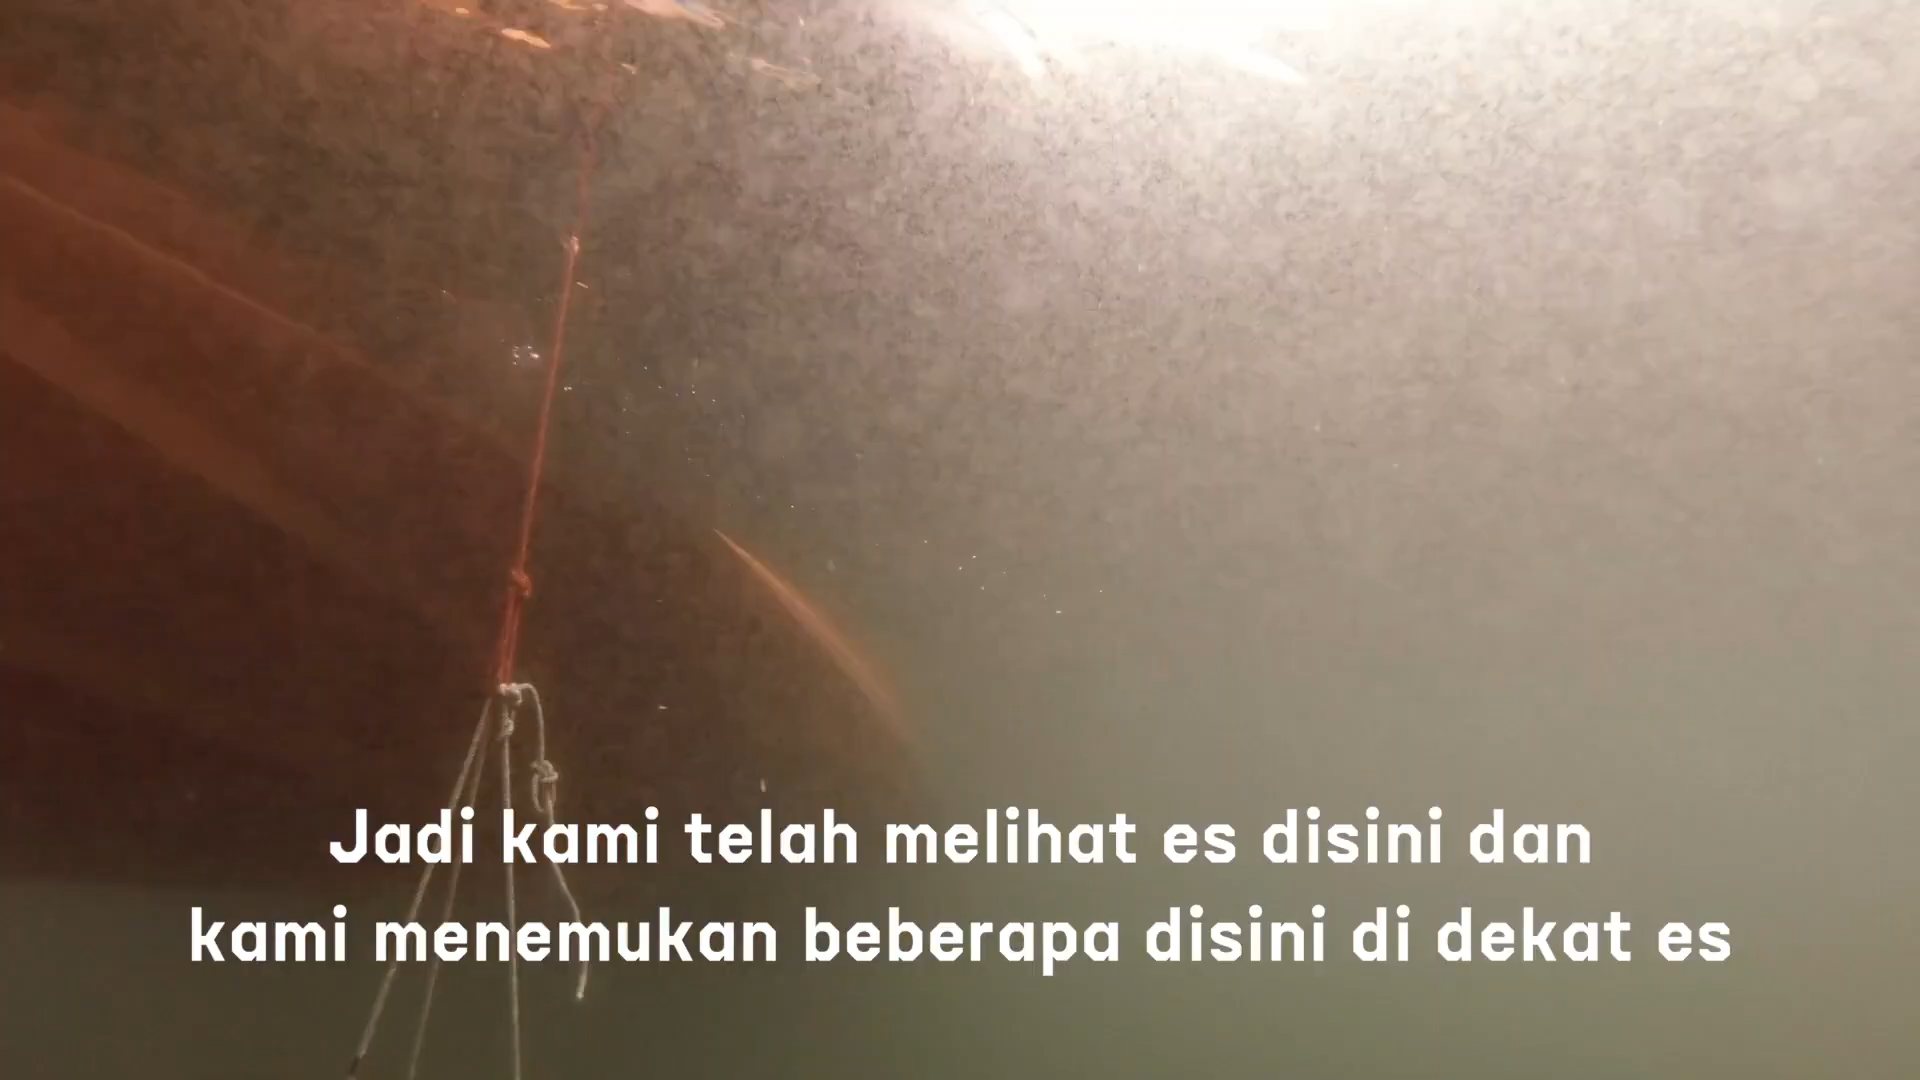 Jadi kami telah melihat es disini dan
kami menemukan beberapa disini di dekat es